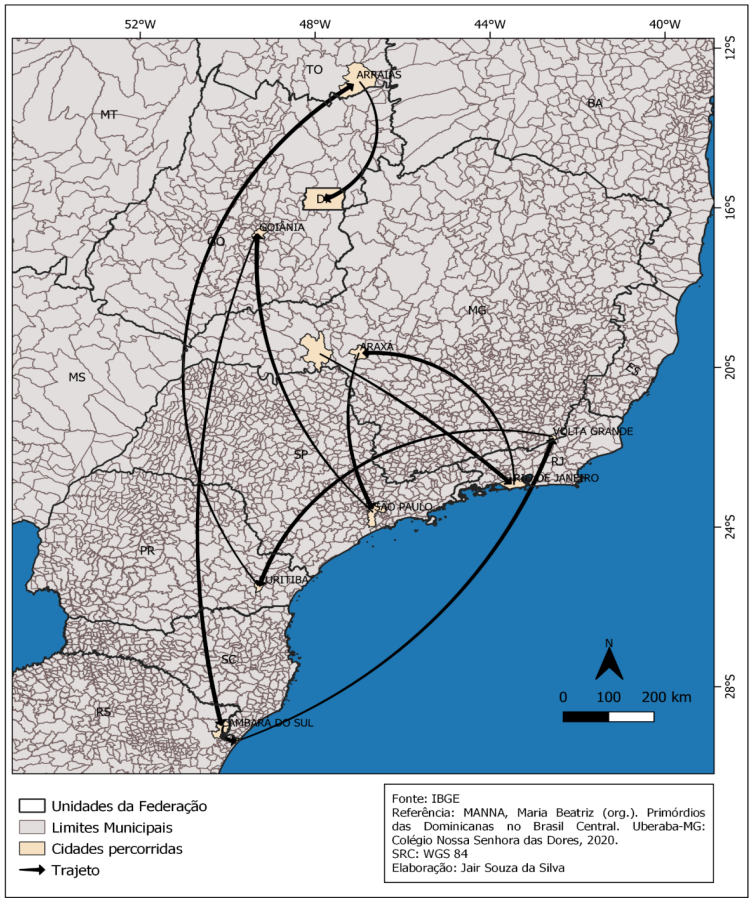 52°W 48°W 44°W 40°W
12°S
TO
ARRAIAS
BA
MT
D
16°S
GOIÂNIA
GO
MG
ARAXÁ
20°S
ES
MS
VOLTA GRANDE
SP
RJ
RIO DE JANEIRO
SÃO PAULO
24°S
PR
CURITIBA
N
SC
28°S
0 100 200 km
RS
CAMBARÁ DO SUL
Unidades da Federação
Limites Municipais
Cidades percorridas
Trajeto
Fonte: IBGE
Referência: MANNA, Maria Beatriz (org.). Primórdios
das Dominicanas no Brasil Central. Uberaba-MG:
Colégio Nossa Senhora das Dores, 2020.
SRC: WGS 84
Elaboração: Jair Souza da Silva